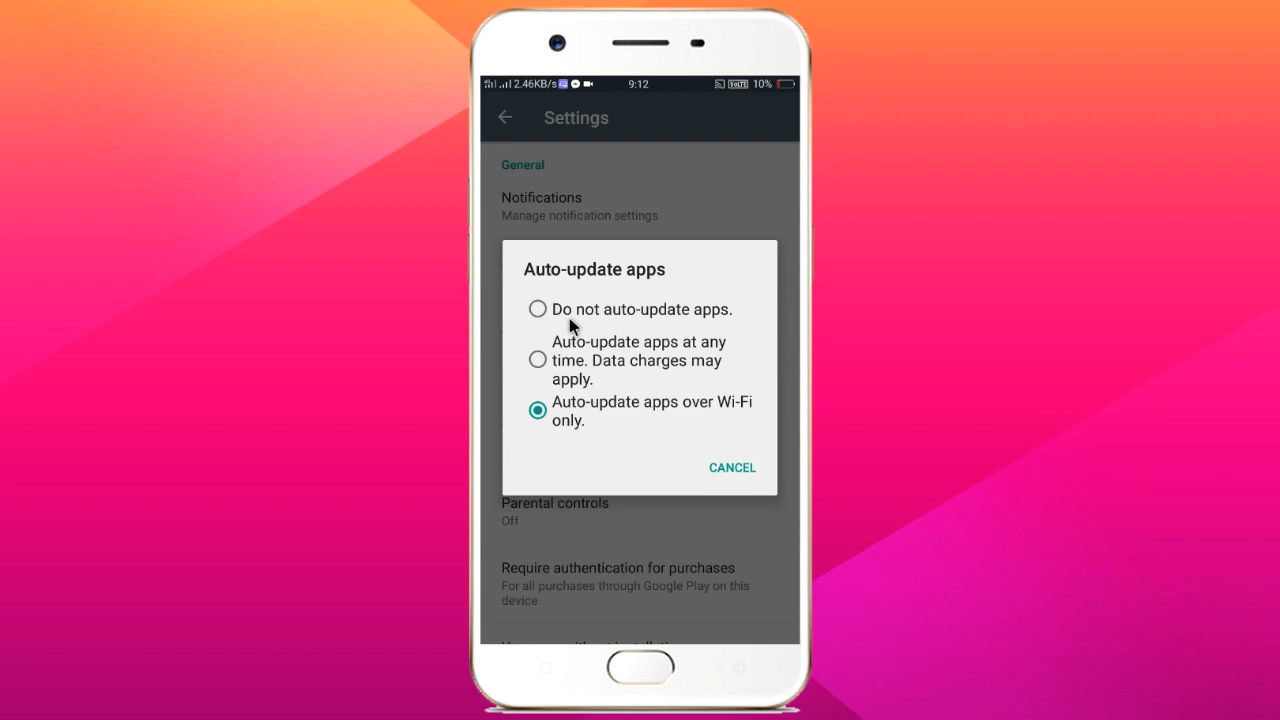 2.46KB/s 9:12 VoLTE 10%
Settings
General
Notifications
Manage notification settings
Auto-update apps
Do not auto-update apps.
Auto-update apps at any
time. Data charges may
apply.
Auto-update apps over Wi-Fi
only.
CANCEL
Parental controls
Off
Require authentication for purchases
For all purchases through Google Play on this
device